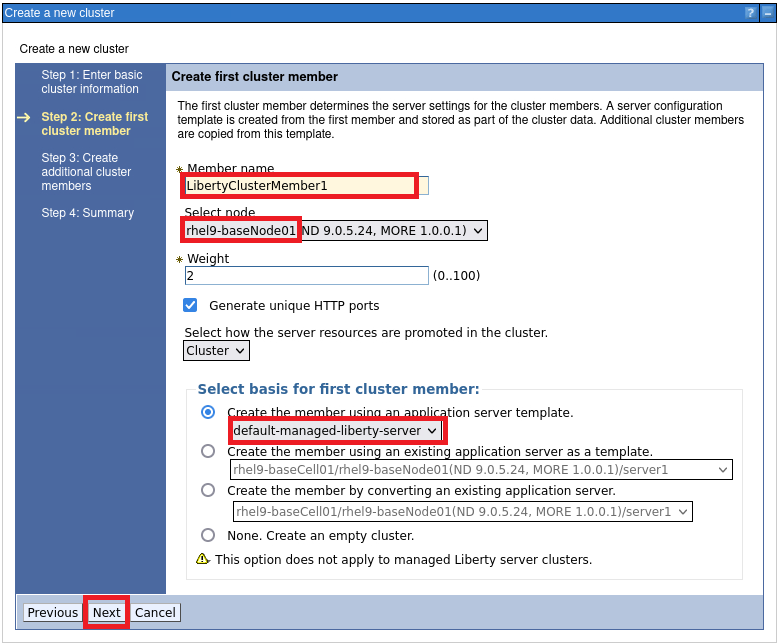 Create a new cluster
?
Create a new cluster
Step 1: Enter basic
cluster information
Step 2: Create first
cluster member
Step 3: Create
additional cluster
members
Step 4: Summary
Create first cluster member
The first cluster member determines the server settings for the cluster members. A server configuration
template is created from the first member and stored as part of the cluster data. Additional cluster members
are copied from this template.
* Member name
LibertyClusterMember1
Select node
rhel9-baseNode01(ND 9.0.5.24, MORE 1.0.0.1)
* Weight
2 (0..100)
Generate unique HTTP ports
Select how the server resources are promoted in the cluster.
Cluster
Select basis for first cluster member:
Create the member using an application server template.
default-managed-liberty-server
Create the member using an existing application server as a template.
rhel9-baseCell01/rhel9-baseNode01(ND 9.0.5.24, MORE 1.0.0.1)/server1
Create the member by converting an existing application server.
rhel9-baseCell01/rhel9-baseNode01(ND 9.0.5.24, MORE 1.0.0.1)/server1
None. Create an empty cluster.
This option does not apply to managed Liberty server clusters.
Previous Next Cancel